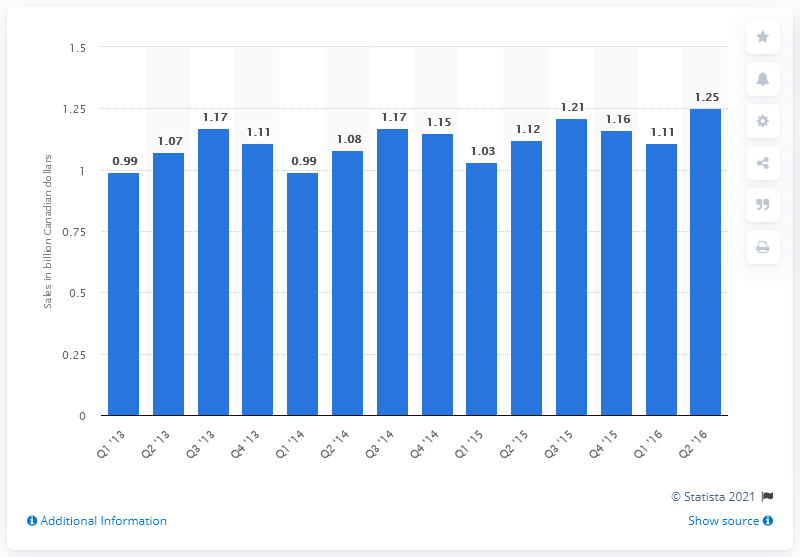 1.5
1.25
1
0.75
0.5
0.25
0
Sales in billion Canadian dollars
0.99
1.07
1.17
1.11
0.99
1.08
1.17
1.15
1.03
1.12
1.21
1.16
1.11
1.25
Q1 '13
Q2 '13
Q3 '13
Q4 '13
Q1 '14
Q2 '14
Q3 '14
Q4 '14
Q1 '15
Q2 '15
Q3 '15
Q4 '15
Q1 '16
Q2 '16
© Statista 2021
Additional Information
Show source